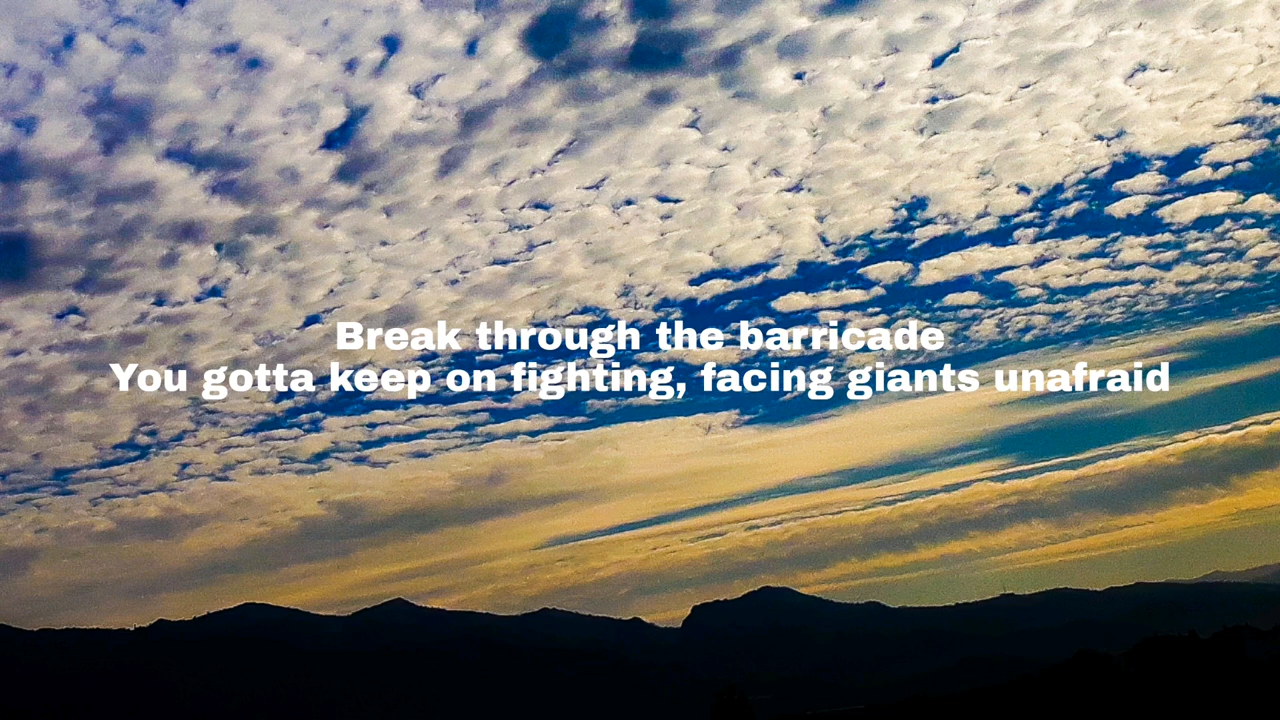 Break through the barricade
You gotta keep on fighting, facing giants unafraid